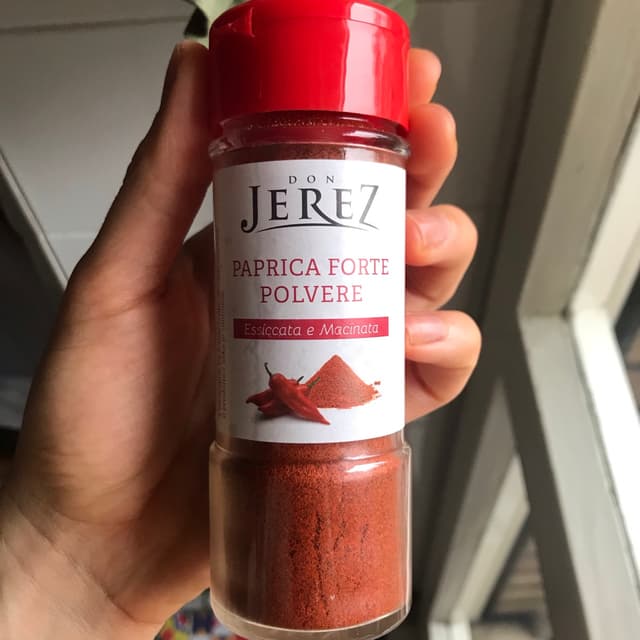 DON
JEREZ
PAPRICA FORTE
POLVERE
Essiccata e Macinata